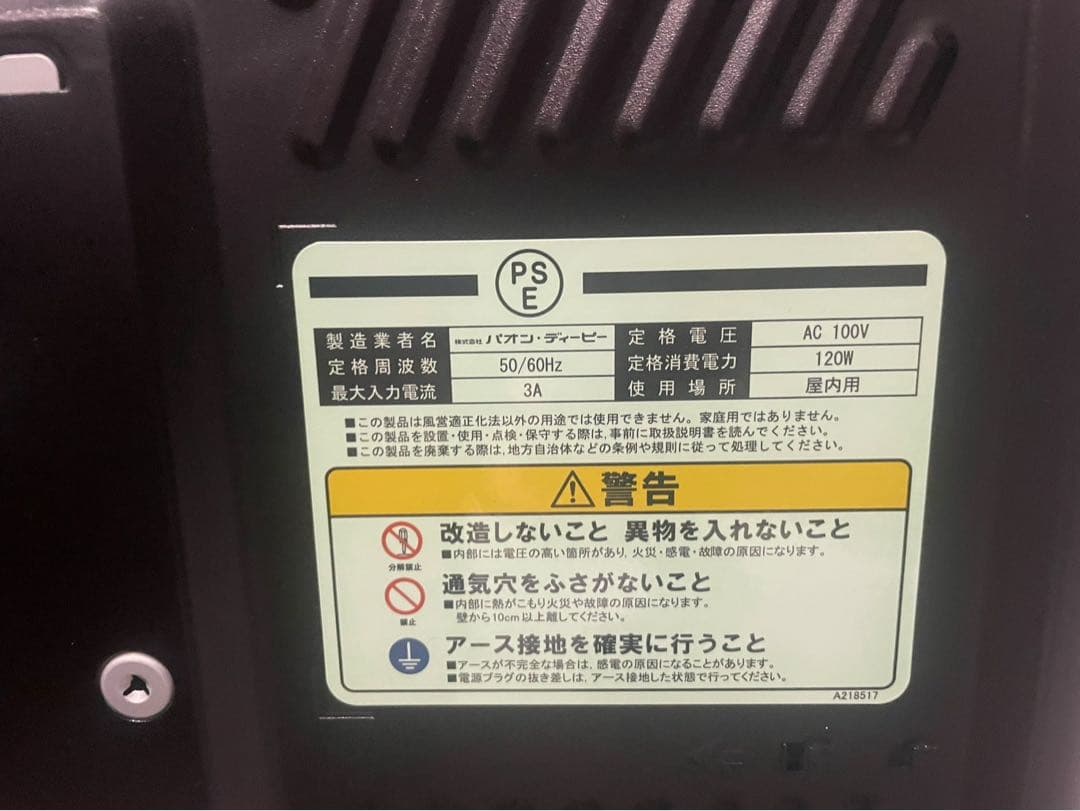 PS
E
製造業者名 株式会社 パオン・ディーピー 定格電圧 AC 100V
定格周波数 50/60Hz 定格消費電力 120W
最大入力電流 3A 使用場所 屋内用
■この製品は風営適正化法以外の用途では使用できません。家庭用ではありません。
■この製品を設置・使用・点検・保守する際は、事前に取扱説明書を読んでください。
■この製品を廃棄する際は、地方自治体などの条例や規則に従って処理してください。
警告
改造しないこと 異物を入れないこと
■内部には電圧の高い箇所があり、火災・感電・故障の原因になります。
分解禁止
通気穴をふさがないこと
■内部に熱がこもり火災や故障の原因になります。
壁から10cm以上離してください。
禁止
アース接地を確実に行うこと
■アースが不完全な場合は、感電の原因になることがあります。
■電源プラグの抜き差しは、アース接地した状態で行ってください。
A218517